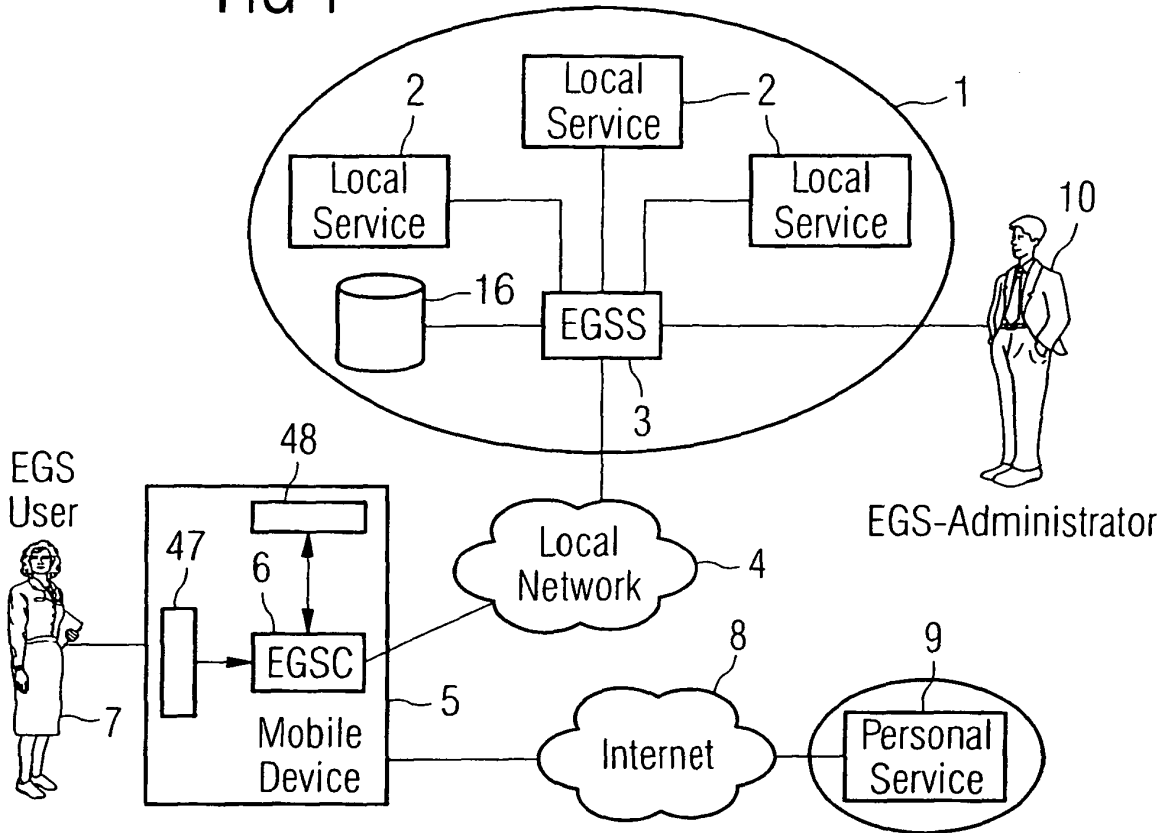 FIG 1
Local
Service
2
2
1
Local
Service
Local
Service
10
16
EGSS
3
EGS-Administrator
EGS
User
48
47
6
EGSC
Local
Network
4
7
5
Mobile
Device
8
Internet
9
Personal
Service